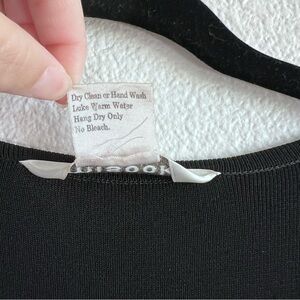 Dry Clean or Hand Wash
Luke Warm Water
Hang Dry Only
No Bleach.